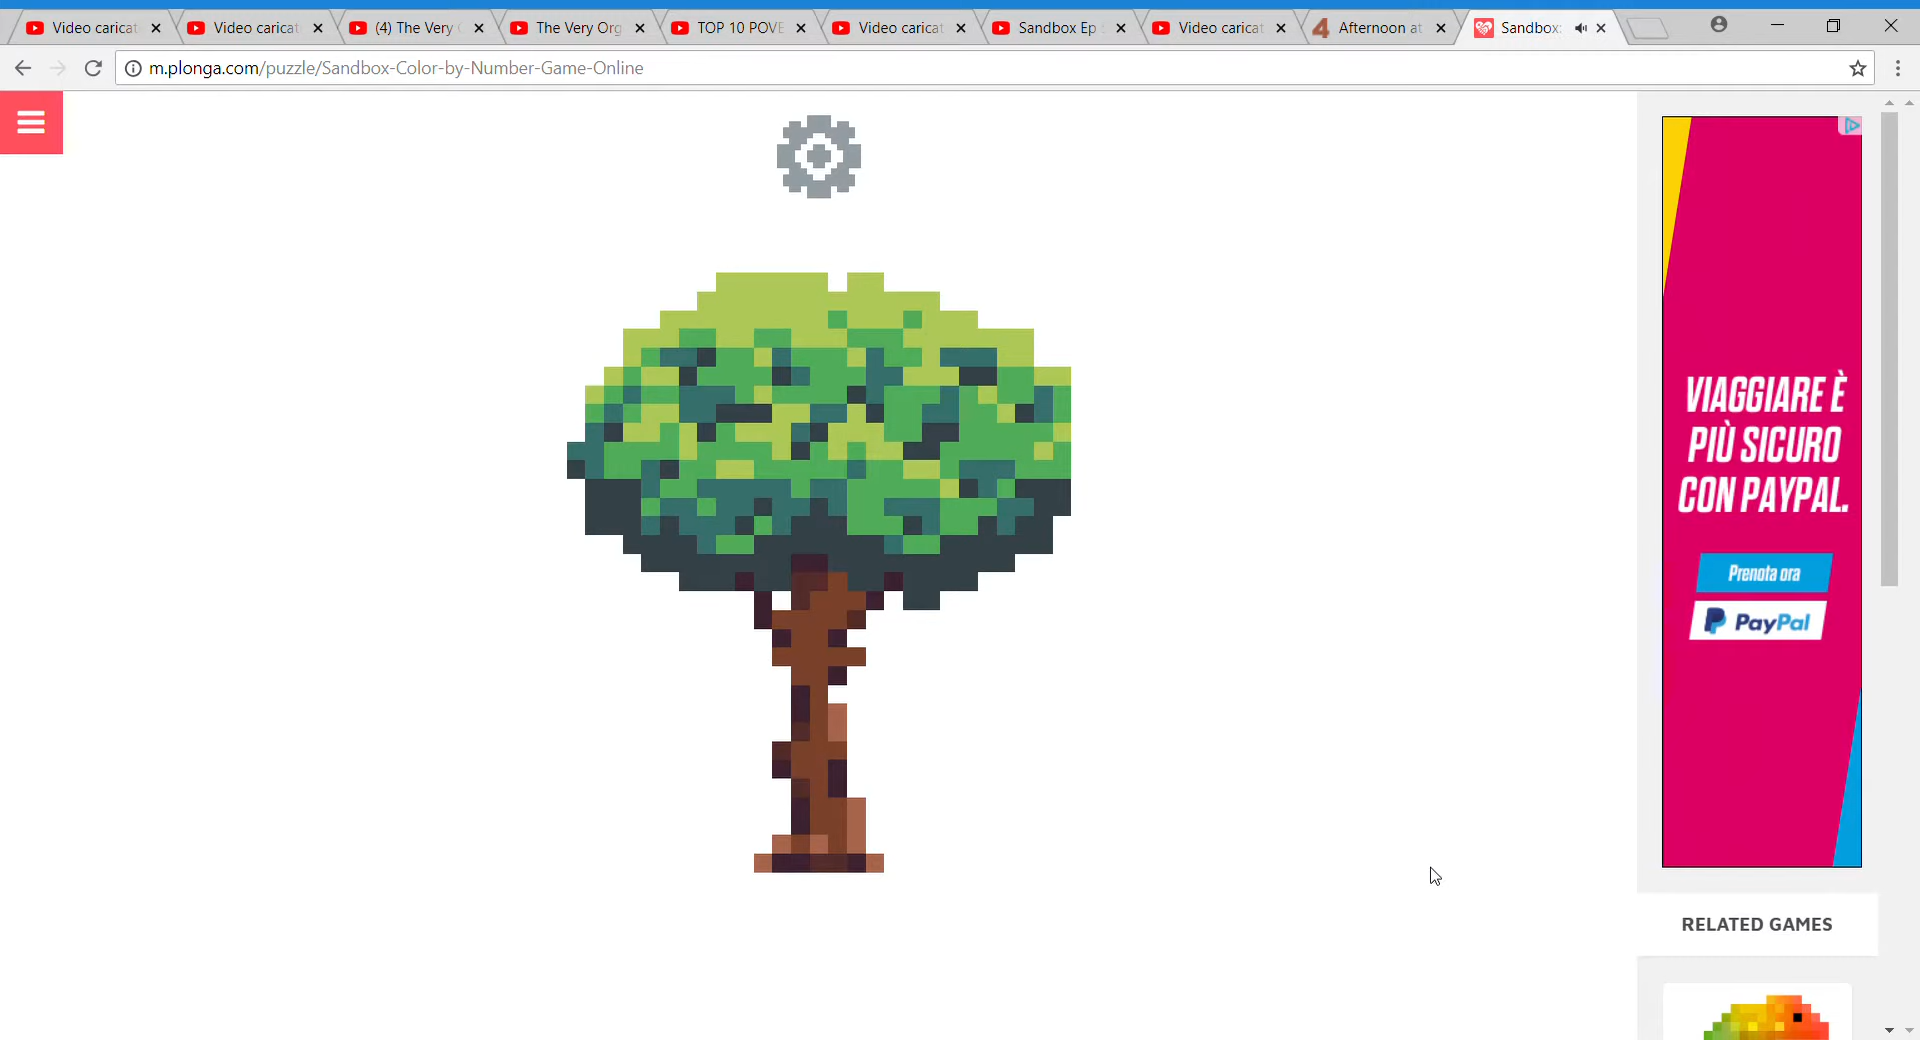 Video caricat
Video caricat
(4) The Very
The Very Org
TOP 10 POVE
Video caricat
Sandbox Ep
Video caricat
Afternoon at
Sandbox:
m.plonga.com/puzzle/Sandbox-Color-by-Number-Game-Online
VIAGGIARE È
PIÙ SICURO
CON PAYPAL.
Prenota ora
PayPal
RELATED GAMES